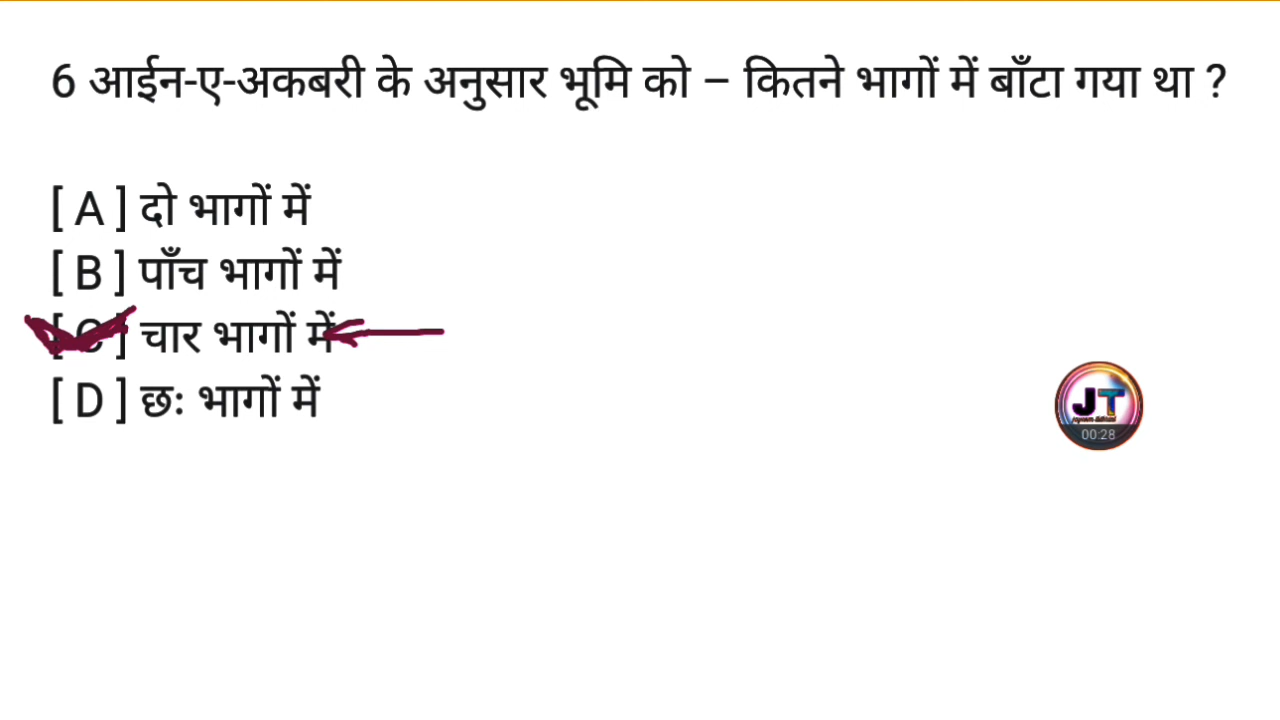 6 आईन-ए-अकबरी के अनुसार भूमि को – कितने भागों में बाँटा गया था ?
[ A ] दो भागों में
[ B ] पाँच भागों में
[ C ] चार भागों में
[ D ] छः भागों में
JT
00:28